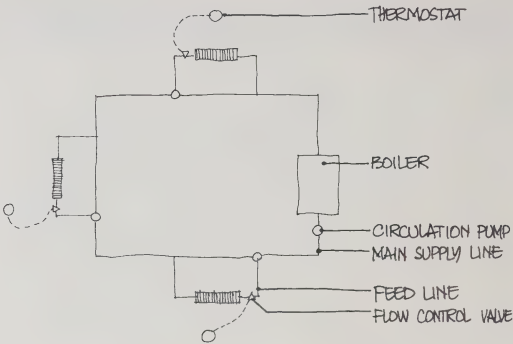 THERMOSTAT
BOILER
CIRCULATION PUMP
MAIN SUPPLY LINE
FEED LINE
FLOW CONTROL VALVE